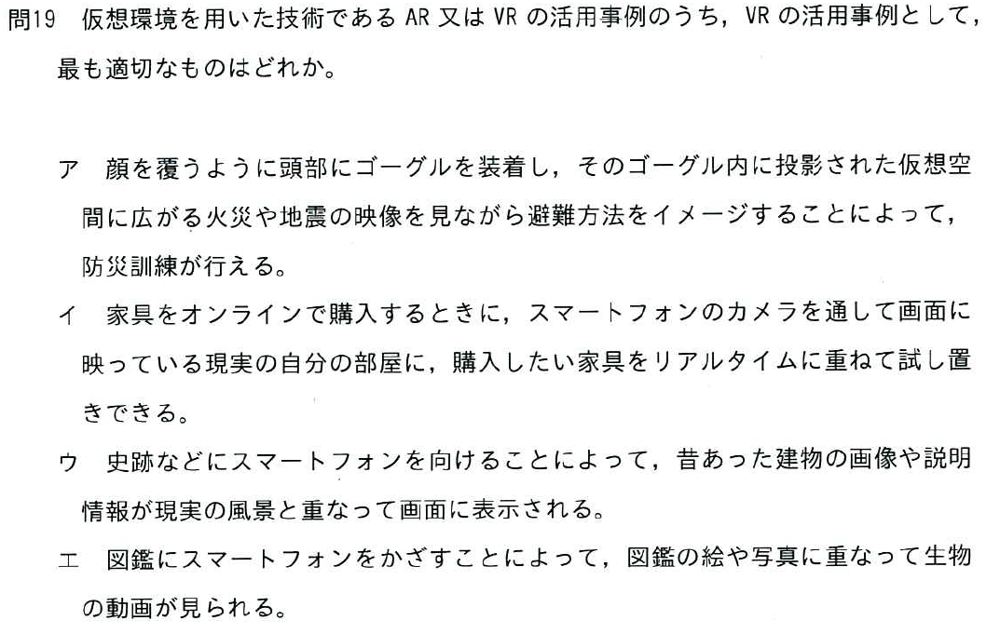 問19 仮想環境を用いた技術である AR 又は VR の活用事例のうち，VR の活用事例として，
最も適切なものはどれか。
ア 顔を覆うように頭部にゴーグルを装着し，そのゴーグル内に投影された仮想空
間に広がる火災や地震の映像を見ながら避難方法をイメージすることによって，
防災訓練が行える。
イ 家具をオンラインで購入するときに，スマートフォンのカメラを通して画面に
映っている現実の自分の部屋に，購入したい家具をリアルタイムに重ねて試し置
きできる。
ウ 史跡などにスマートフォンを向けることによって，昔あった建物の画像や説明
情報が現実の風景と重なって画面に表示される。
エ 図鑑にスマートフォンをかざすことによって，図鑑の絵や写真に重なって生物
の動画が見られる。